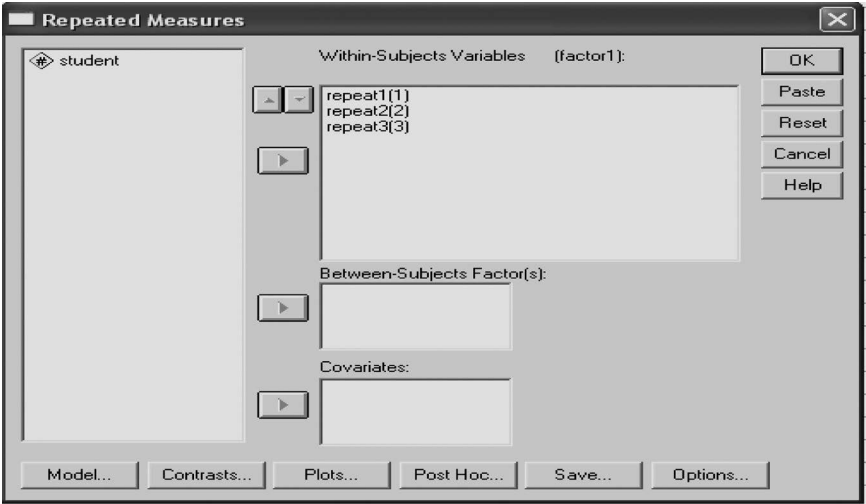 Repeated Measures
student
Within-Subjects Variables (factor1):
repeat1(1)
repeat2(2)
repeat3(3)
OK
Paste
Reset
Cancel
Help
Between-Subjects Factor(s):
Covariates:
Model... Contrasts... Plots... Post Hoc... Save... Options...